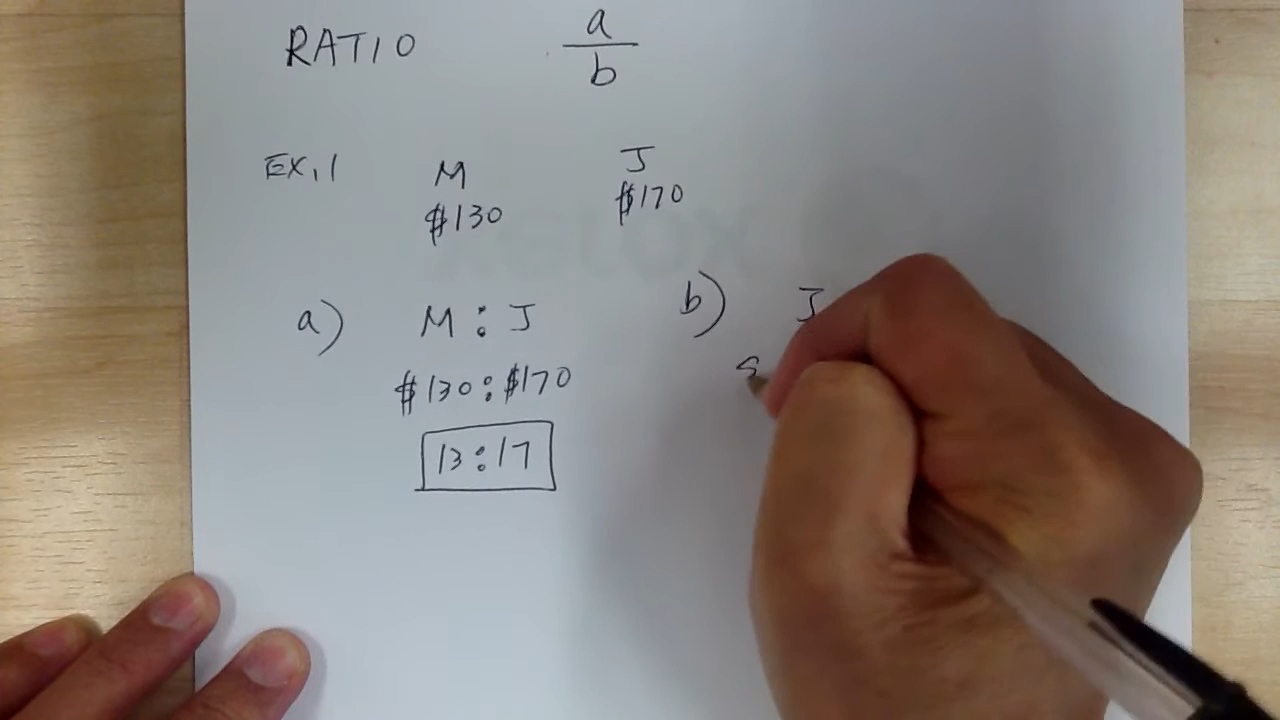 RATIO
a
b
EX.1
M
J
$130
$170
a)
M : J
$130 : $170
13 : 17
b)
J